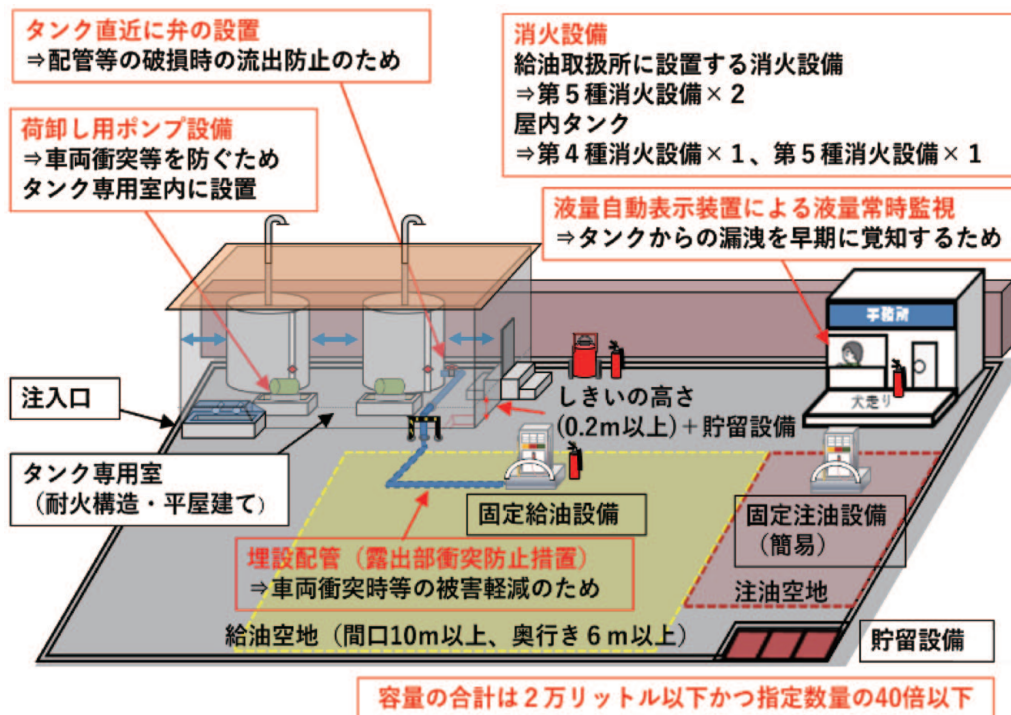 タンク直近に弁の設置
⇒配管等の破損時の流出防止のため
荷卸し用ポンプ設備
⇒車両衝突等を防ぐため
タンク専用室内に設置
消火設備
給油取扱所に設置する消火設備
⇒第５種消火設備×２
屋内タンク
⇒第４種消火設備×１、第５種消火設備×１
液量自動表示装置による液量常時監視
⇒タンクからの漏洩を早期に覚知するため
事務所
犬走り
注入口
しきいの高さ
(0.2m以上)＋貯留設備
タンク専用室
（耐火構造・平屋建て）
固定給油設備
固定注油設備
（簡易）
埋設配管（露出部衝突防止措置）
⇒車両衝突時等の被害軽減のため
注油空地
給油空地（間口10m以上、奥行き６m以上）
貯留設備
容量の合計は２万リットル以下かつ指定数量の40倍以下